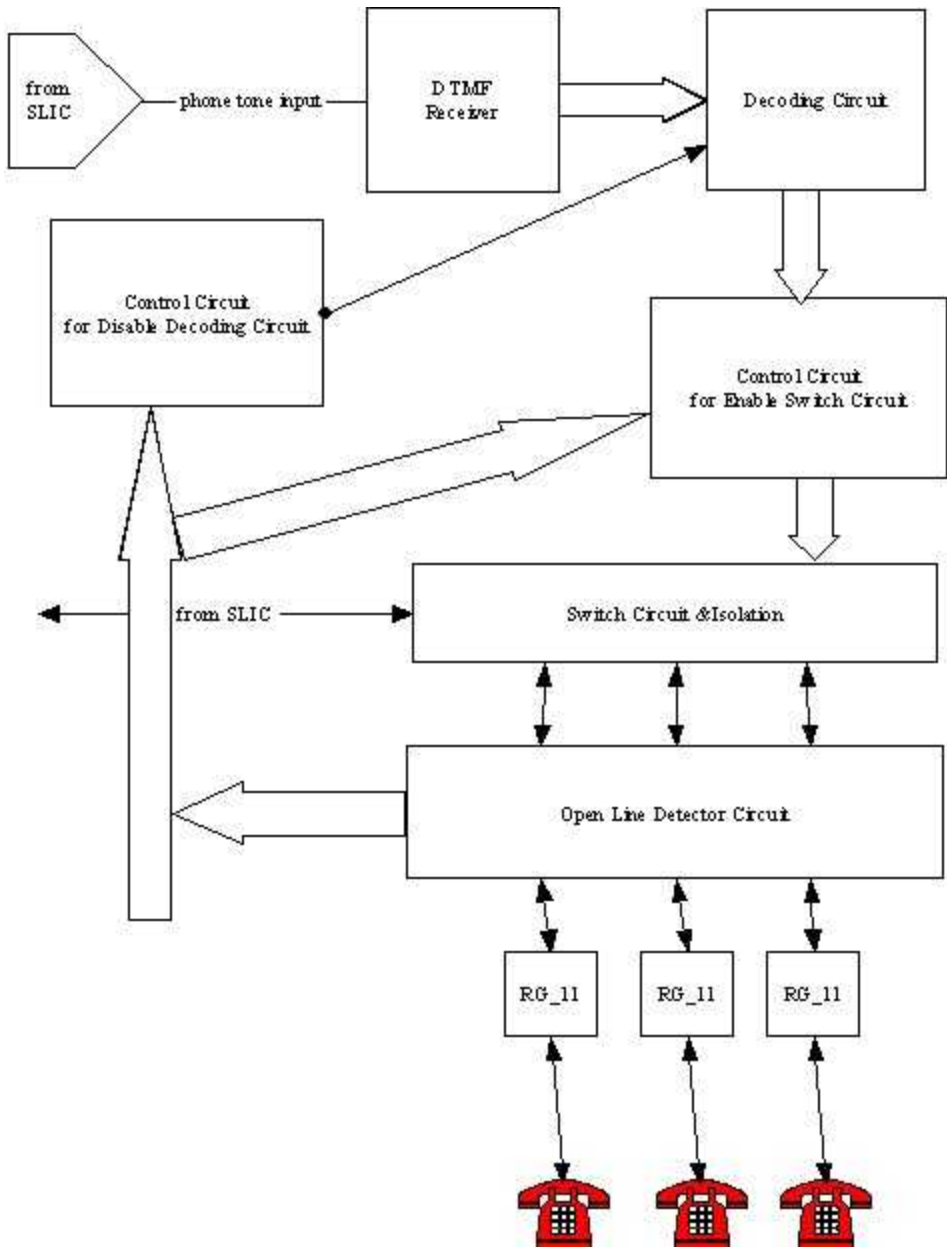 from
SLIC
phone tone input
DTMF
Receiver
Decoding Circuit
Control Circuit
for Disable Decoding Circuit
Control Circuit
for Enable Switch Circuit
from SLIC
Switch Circuit &Isolation
Open Line Detector Circuit
RG_11
RG_11
RG_11